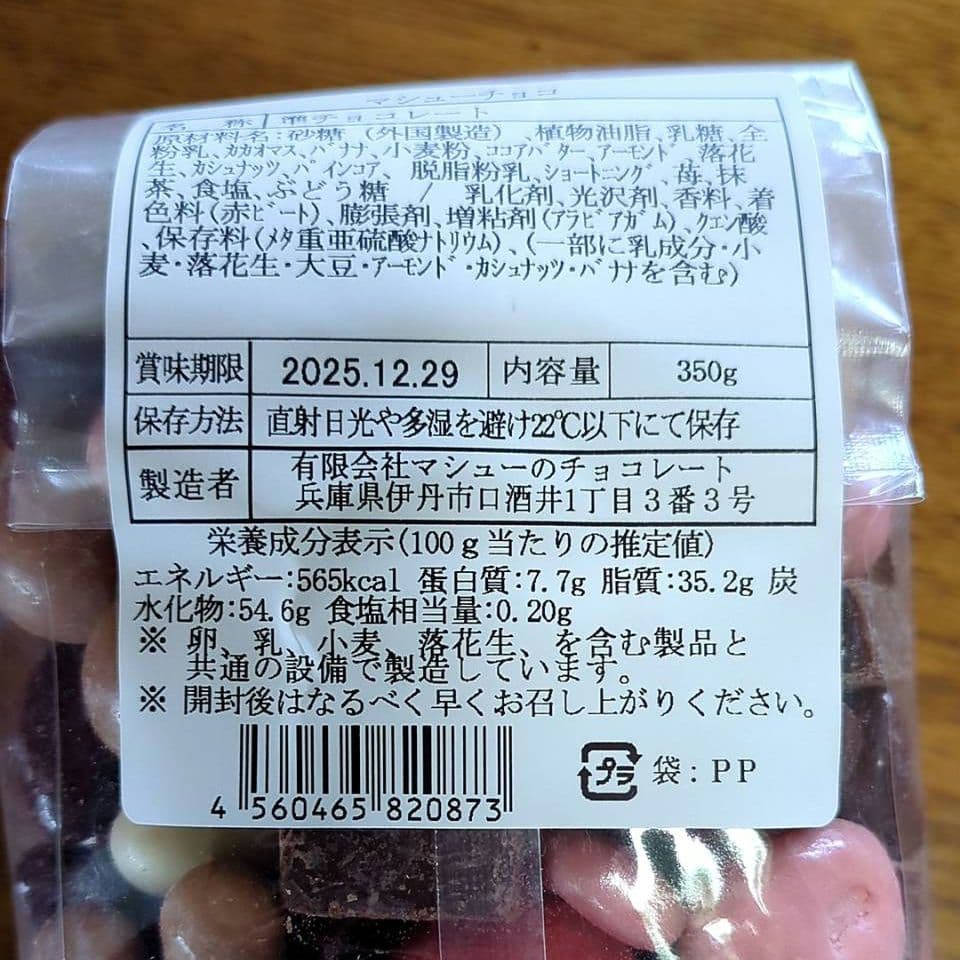 マシューチョコ
名 称 準チョコレート
原材料名:砂糖（外国製造）、植物油脂、乳糖、全
粉乳、ｶｶｵﾏｽ、ﾊﾞﾅﾅ、小麦粉、ｺｺｱﾊﾞﾀｰ、ｱｰﾓﾝﾄﾞ、落花
生、ｶｼｭﾅｯﾂ、ﾊﾟｲﾝｺｱ、脱脂粉乳、ｼｮｰﾄﾆﾝｸﾞ、苺、抹
茶、食塩、ぶどう糖 / 乳化剤、光沢剤、香料、着
色料(赤ﾋﾞｰﾄ)、膨張剤、増粘剤(ｱﾗﾋﾞｱｶﾞﾑ)、ｸｴﾝ酸
、保存料(ﾒﾀ重亜硫酸ﾅﾄﾘｳﾑ)、(一部に乳成分・小
麦・落花生・大豆・ｱｰﾓﾝﾄﾞ・ｶｼｭﾅｯﾂ・ﾊﾞﾅﾅを含む)
賞味期限 2025.12.29 内容量 350g
保存方法 直射日光や多湿を避け22℃以下にて保存
製造者 有限会社マシューのチョコレート
兵庫県伊丹市口酒井1丁目3番3号
栄養成分表示(100g当たりの推定値)
エネルギー:565kcal 蛋白質:7.7g 脂質:35.2g 炭
水化物:54.6g 食塩相当量:0.20g
※ 卵、乳、小麦、落花生、を含む製品と
共通の設備で製造しています。
※ 開封後はなるべく早くお召し上がりください。
プラ 袋:PP
4 560465 820873